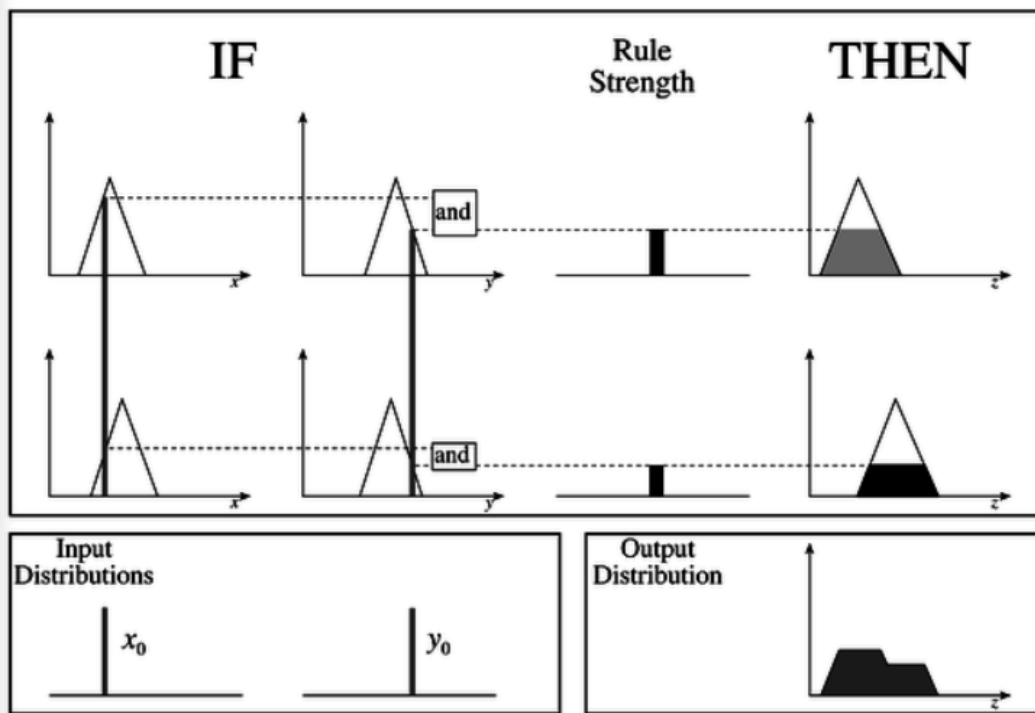 IF
Rule
Strength
THEN
and
x
y
z
and
x
y
z
Input
Distributions
x0
y0
Output
Distribution
z